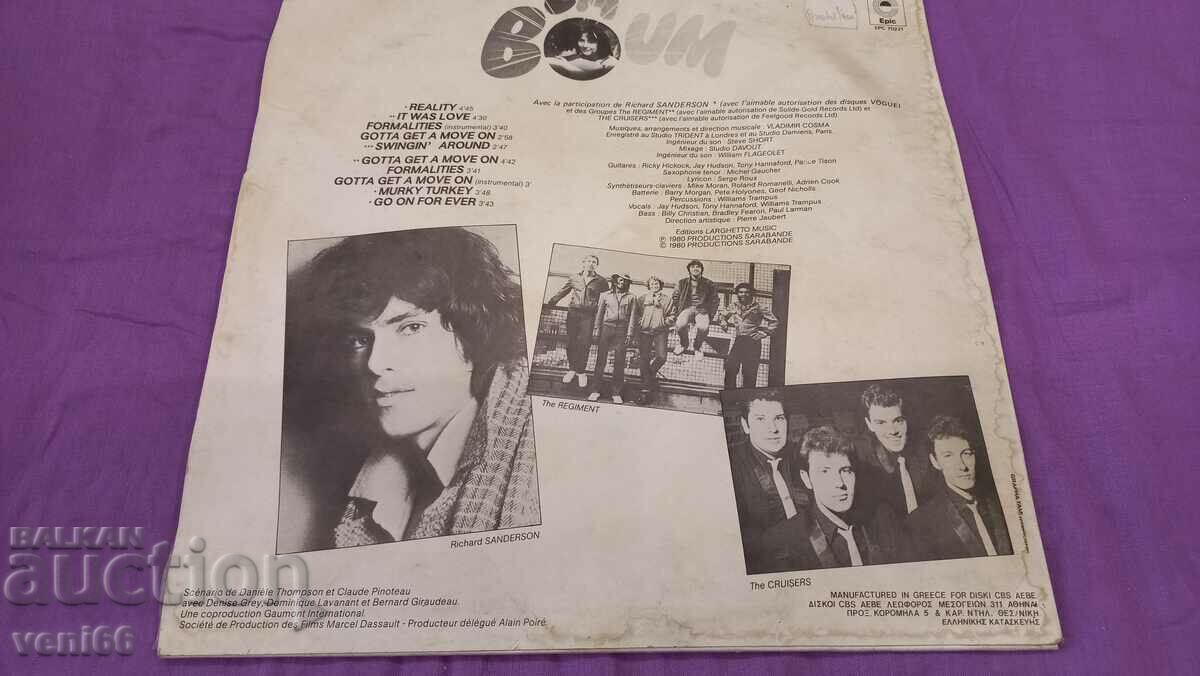 BOUM
Epic
EPC 70221
• REALITY 4'45
•• IT WAS LOVE 4'30
FORMALITIES (instrumental) 3'40
GOTTA GET A MOVE ON 2'58
••• SWINGIN' AROUND 2'47
•• GOTTA GET A MOVE ON 4'42
FORMALITIES 3'41
GOTTA GET A MOVE ON (instrumental) 3'
• MURKY TURKEY 3'48
• GO ON FOR EVER 3'43
Avec la participation de Richard SANDERSON * (avec l'aimable autorisation des disques VOGUE)
et des Groupes The REGIMENT** (avec l'aimable autorisation de Solide-Gold Records Ltd) et
THE CRUISERS*** (avec l'aimable autorisation de Feelgood Records Ltd)
Musiques, arrangements et direction musicale : VLADIMIR COSMA
Enregistré au Studio TRIDENT à Londres et au Studio Damiens, Paris.
Ingénieur du son : Steve SHORT
Mixage : Studio DAVOUT
Ingénieur du son : William FLAGEOLET
Guitares : Ricky Hickock, Jay Hudson, Tony Hannaford, Tison
Saxophone tenor : Michel Gaucher
Lyricon : Serge Roux
Synthétiseurs-claviers : Mike Moran, Roland Romanelli, Adrien Cook
Batterie : Barry Morgan, Pete Holyones, Geof Nicholls
Percussions : Williams Trampus
Vocals : Jay Hudson, Tony Hannaford, Williams Trampus
Bass : Billy Christian, Bradley Fearon, Paul Larman
Direction artistique : Pierre Jaubert
Editions LARGHETTO MUSIC
℗ 1980 PRODUCTIONS SARABANDE
© 1980 PRODUCTIONS SARABANDE
The REGIMENT
Richard SANDERSON
The CRUISERS
Scénario de Danièle Thompson et Claude Pinoteau
avec Denise Grey, Dominique Lavanant et Bernard Giraudeau.
Une coproduction Gaumont International.
Société de Production des Films Marcel Dassault - Producteur délégué Alain Poiré.
MANUFACTURED IN GREECE FOR DISKI CBS AEBE
ΔΙΣΚΟΙ CBS ΑΕΒΕ ΛΕΩΦΟΡΟΣ ΜΕΣΟΓΕΙΩΝ 311 ΑΘΗΝΑΙ
ΠΡΟΞ. ΚΟΡΟΜΗΛΑ 5 & ΚΑΡ. ΝΤΗΛ, ΘΕΣ/ΝΙΚΗ
ΕΛΛΗΝΙΚΗΣ ΚΑΤΑΣΚΕΥΗΣ
BALKAN
auction
veni66